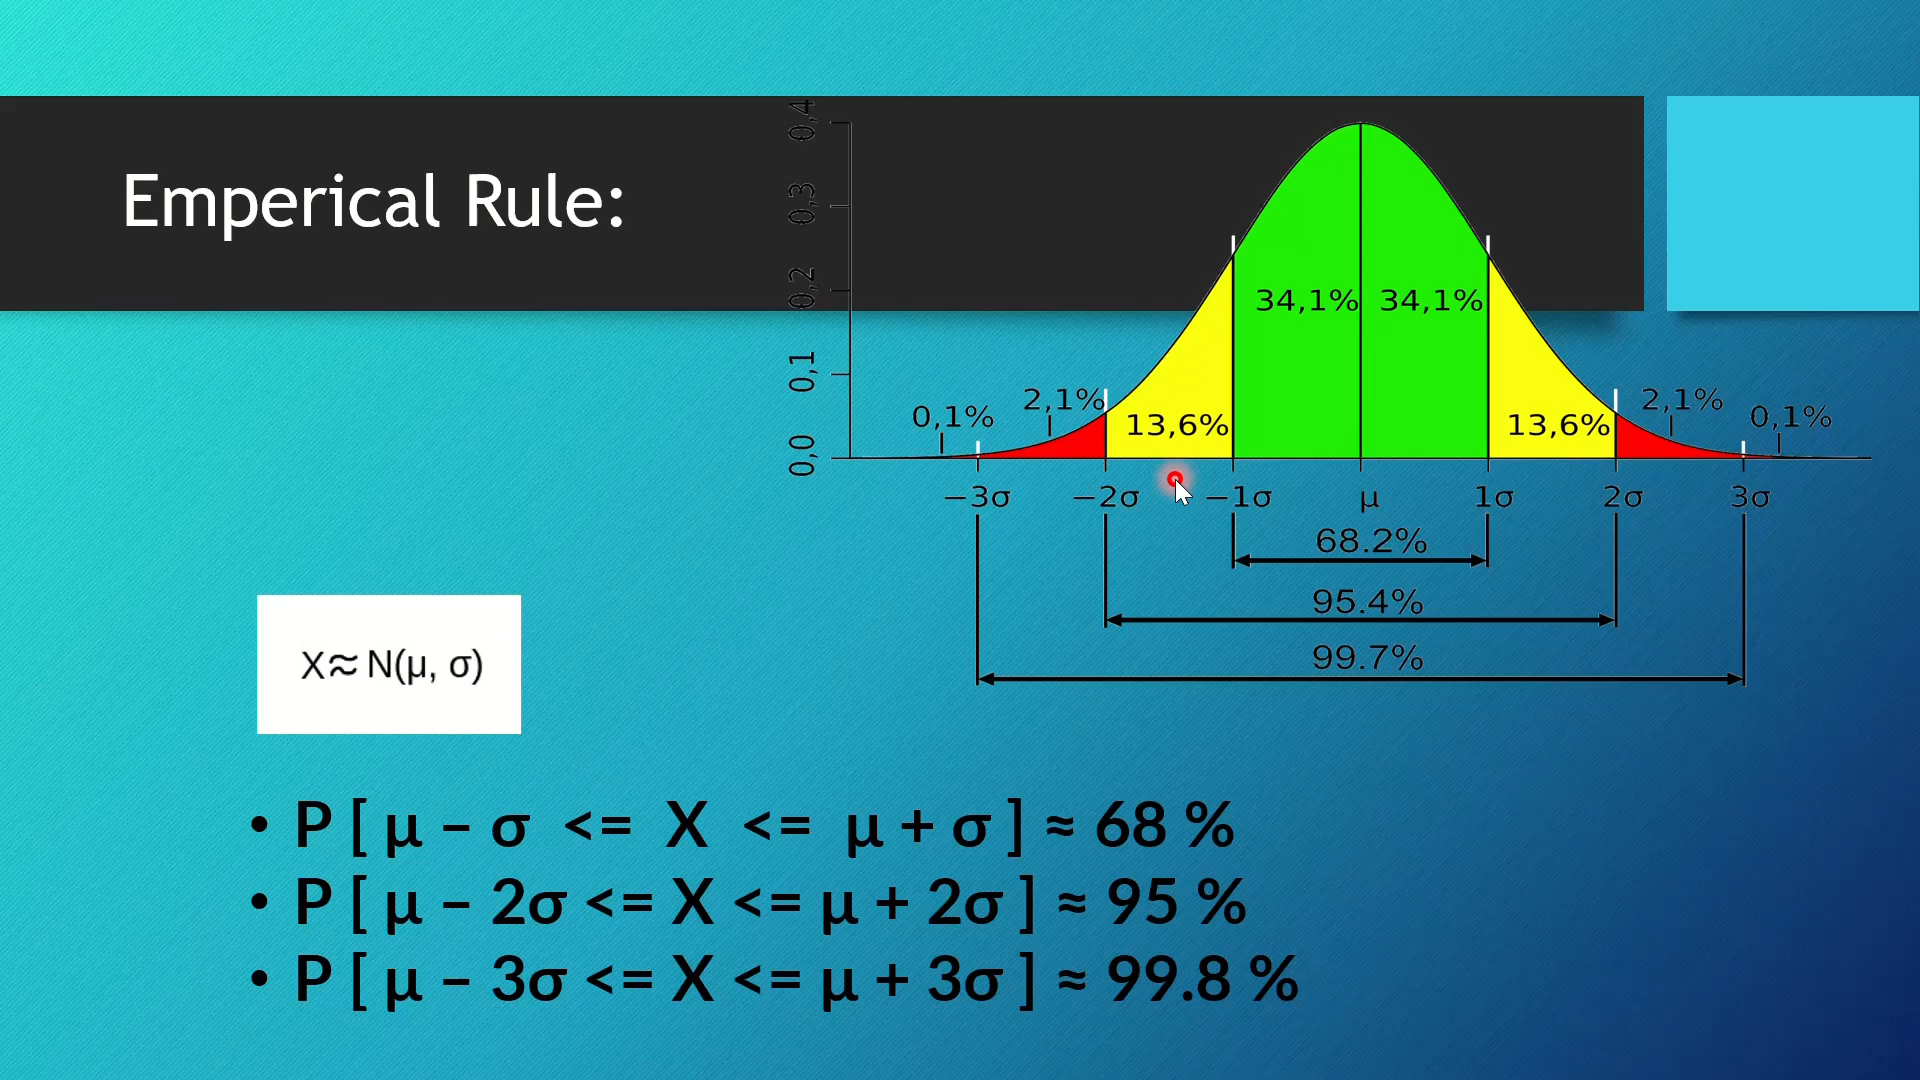 Emperical Rule:
0,4
0,3
0,2
0,1
0,0
34,1% 34,1%
0,1% 2,1% 13,6% 13,6% 2,1% 0,1%
−3σ −2σ −1σ μ 1σ 2σ 3σ
68.2%
95.4%
99.7%
X≈N(μ, σ)
• P [ μ – σ <= X <= μ + σ ] ≈ 68 %
• P [ μ – 2σ <= X <= μ + 2σ ] ≈ 95 %
• P [ μ – 3σ <= X <= μ + 3σ ] ≈ 99.8 %